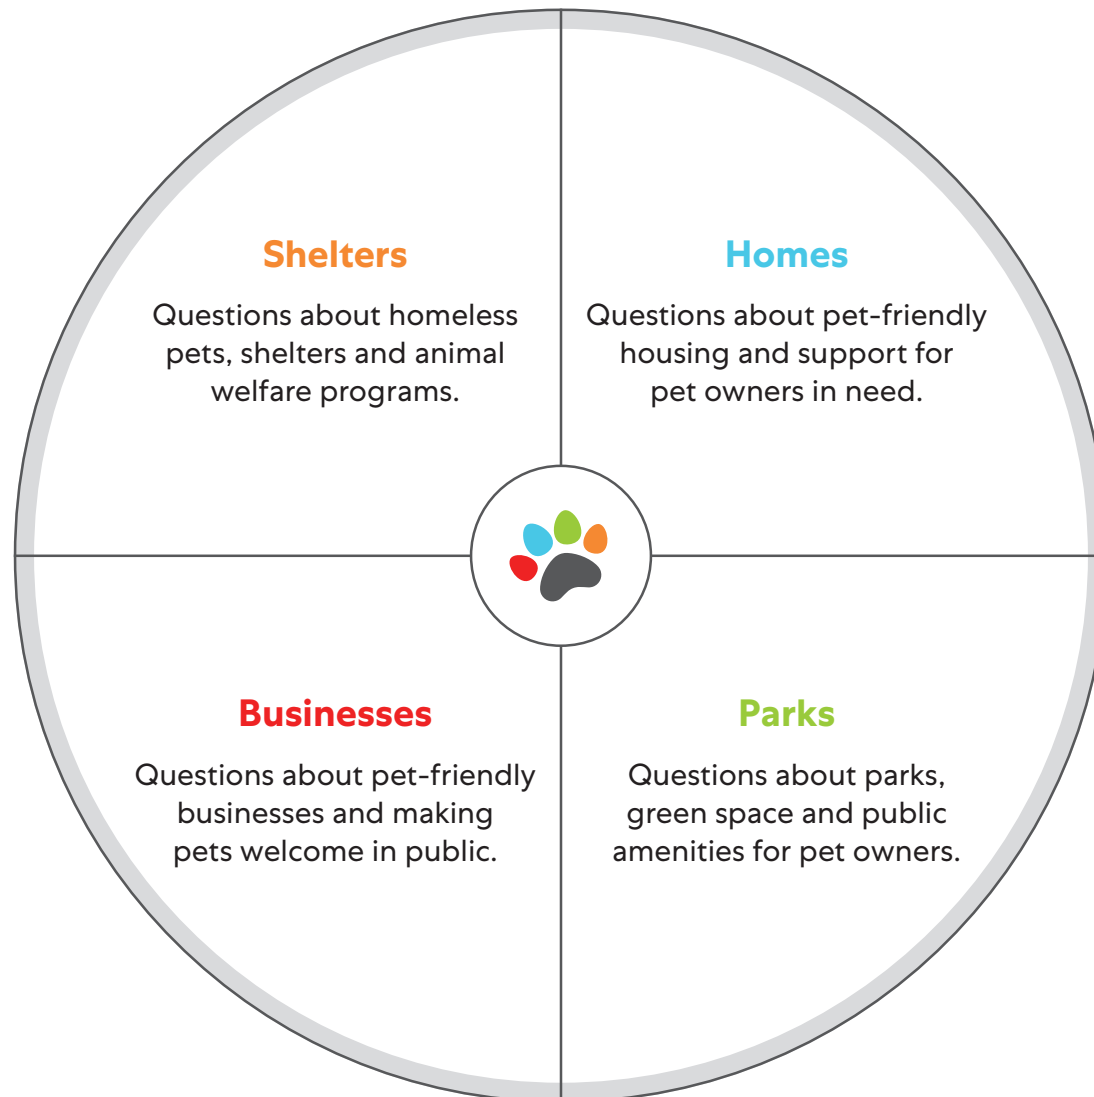 Shelters
Questions about homeless
pets, shelters and animal
welfare programs.
Homes
Questions about pet-friendly
housing and support for
pet owners in need.
Businesses
Questions about pet-friendly
businesses and making
pets welcome in public.
Parks
Questions about parks,
green space and public
amenities for pet owners.